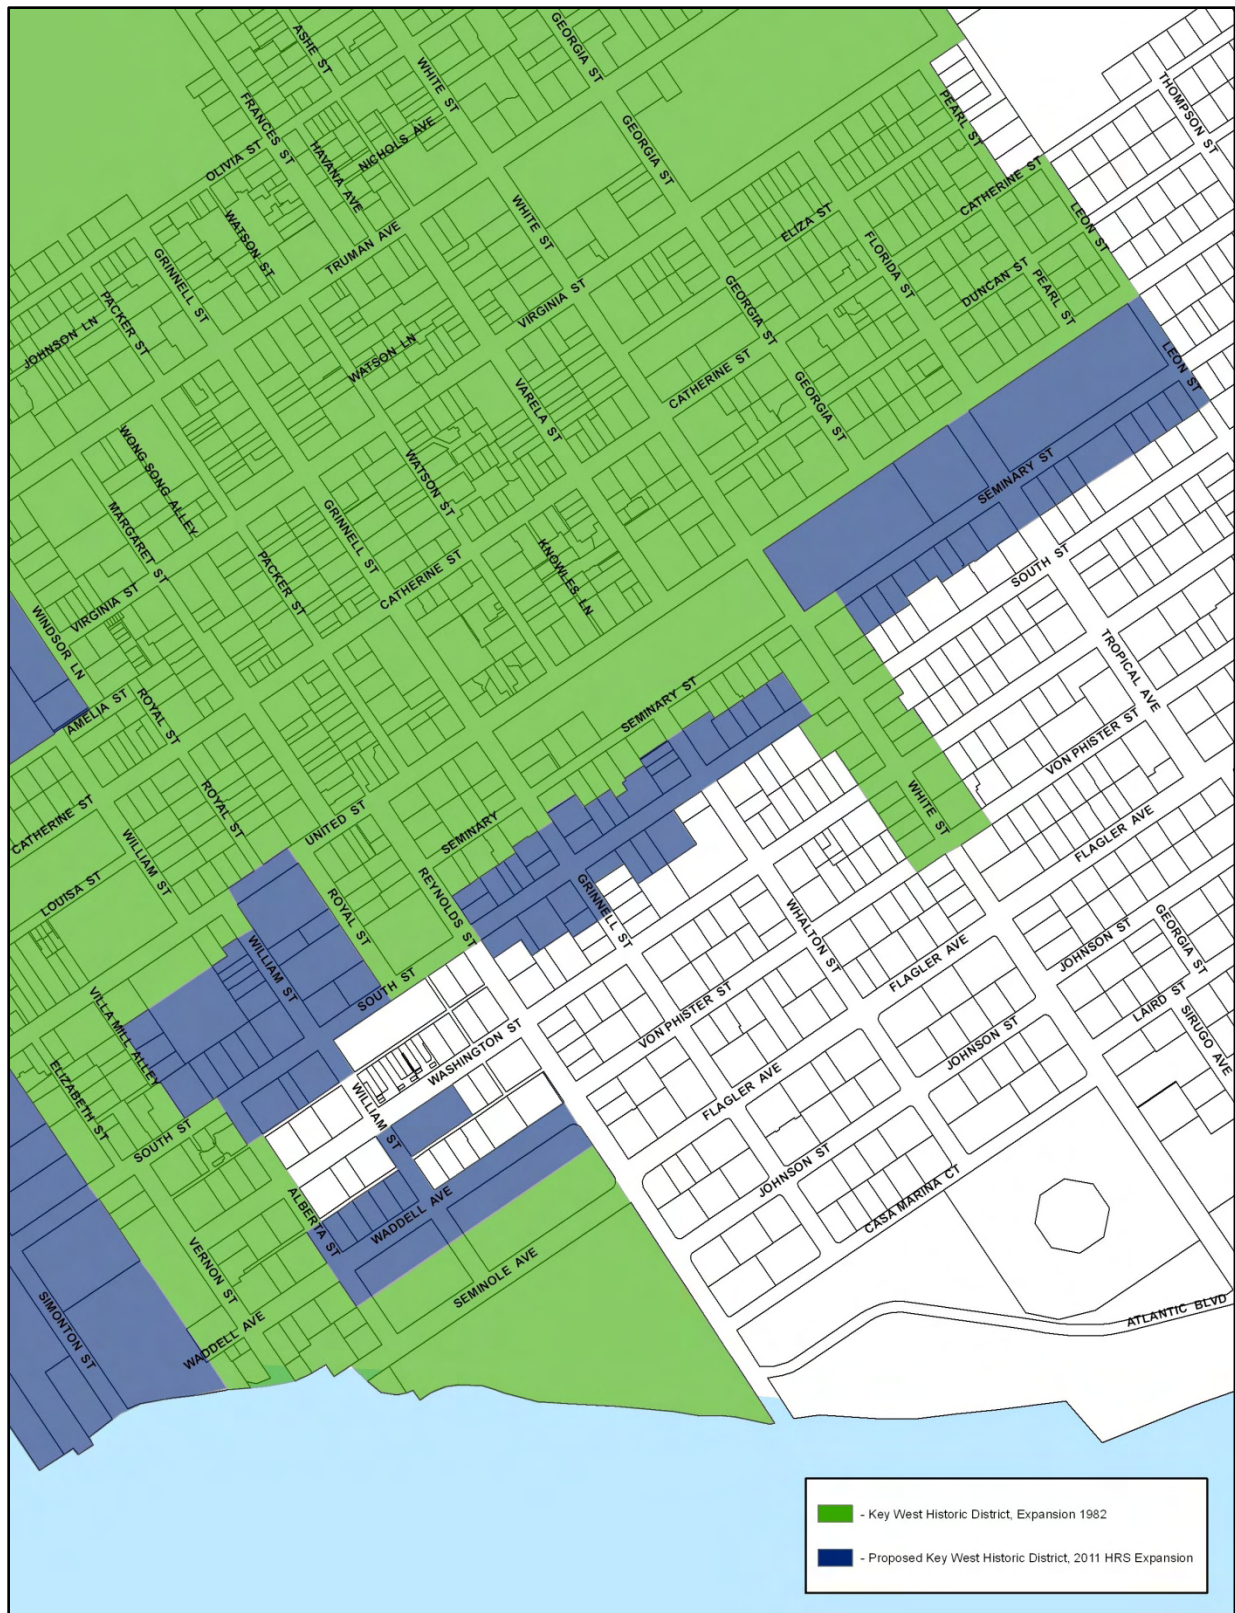 ASHE ST
GEORGIA ST
WHITE ST
THOMPSON ST
FRANCES ST
PEARL ST
NICHOLS AVE
GEORGIA ST
OLIVIA ST
HAVANA AVE
CATHERINE ST
WHITE ST
ELIZA ST
LEON ST
WATSON ST
TRUMAN AVE
FLORIDA ST
GRINNELL ST
DUNCAN ST
PEARL ST
VIRGINIA ST
GEORGIA ST
PACKER ST
JOHNSON LN
WATSON LN
LEON ST
CATHERINE ST
VARELA ST
GEORGIA ST
WONG SONG ALLEY
WATSON ST
SEMINARY ST
MARGARET ST
GRINNELL ST
KNOWLES LN
SOUTH ST
PACKER ST
CATHERINE ST
VIRGINIA ST
WINDSOR LN
TROPICAL AVE
AMELIA ST
ROYAL ST
SEMINARY ST
VON PHISTER ST
ROYAL ST
UNITED ST
WHITE ST
CATHERINE ST
SEMINARY
FLAGLER AVE
WILLIAM ST
LOUISA ST
REYNOLDS ST
ROYAL ST
GRINNELL ST
WHALTON ST
GEORGIA ST
JOHNSON ST
WILLIAM ST
FLAGLER AVE
SOUTH ST
VILLA MILL ALLEY
VON PHISTER ST
LAIRD ST
SIRUGO AVE
WASHINGTON ST
JOHNSON ST
ELIZABETH ST
FLAGLER AVE
WILLIAM ST
SOUTH ST
JOHNSON ST
WADDELL AVE
CASA MARINA CT
ALBERTA ST
VERNON ST
SEMINOLE AVE
SIMONTON ST
WADDELL AVE
ATLANTIC BLVD
- Key West Historic District, Expansion 1982
- Proposed Key West Historic District, 2011 HRS Expansion